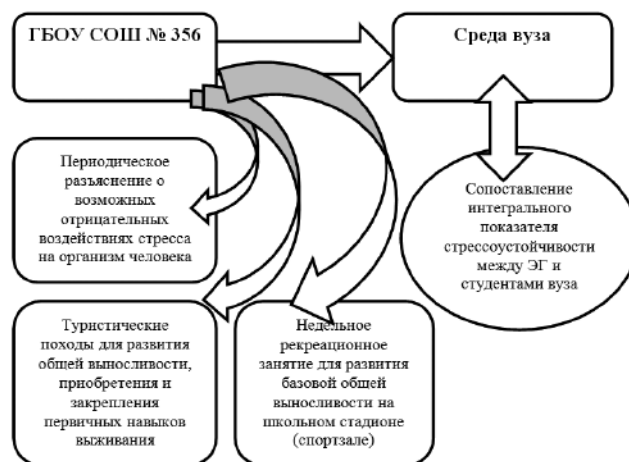 ГБОУ СОШ № 356
Среда вуза
Периодическое
разъяснение о
возможных
отрицательных
воздействиях стресса
на организм человека
Сопоставление
интегрального
показателя
стрессоустойчивости
между ЭГ и
студентами вуза
Туристические
походы для развития
общей выносливости,
приобретения и
закрепления
первичных навыков
выживания
Недельное
рекреационное
занятие для развития
базовой общей
выносливости на
школьном стадионе
(спортзале)